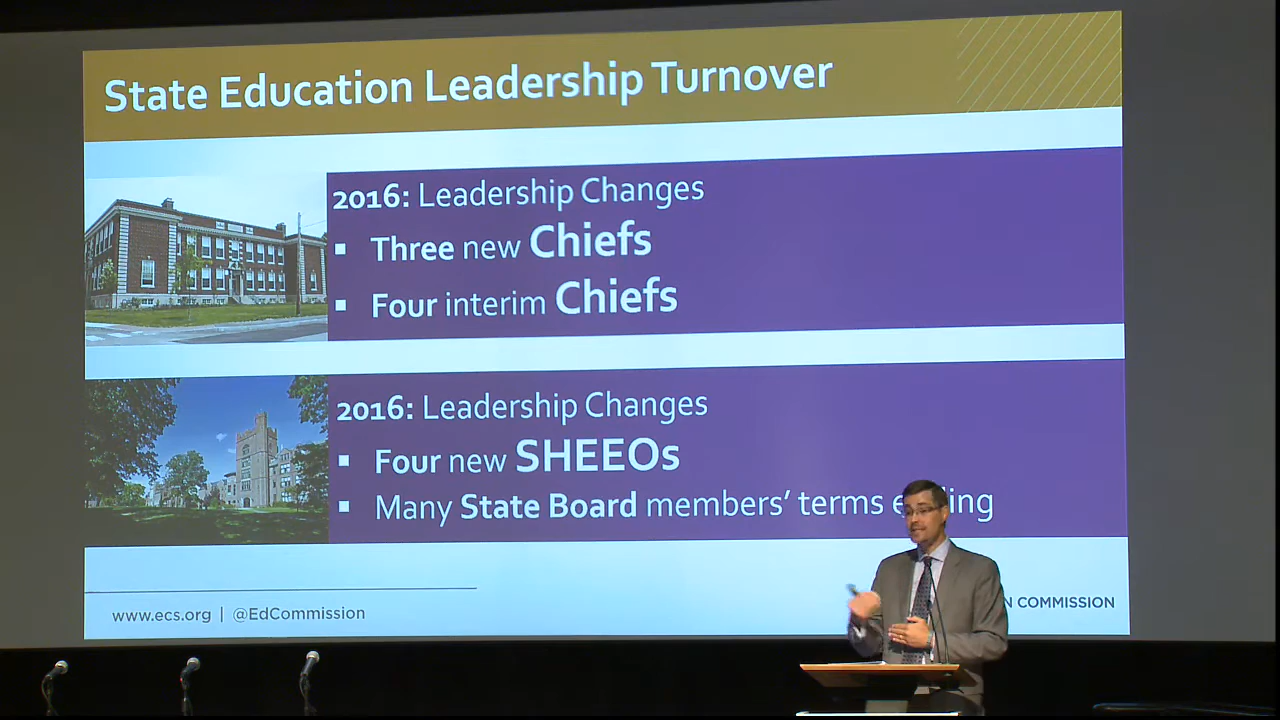 State Education Leadership Turnover
2016: Leadership Changes
▪ Three new Chiefs
▪ Four interim Chiefs
2016: Leadership Changes
▪ Four new SHEEOs
▪ Many State Board members' terms
www.ecs.org | @EdCommission
COMMISSION